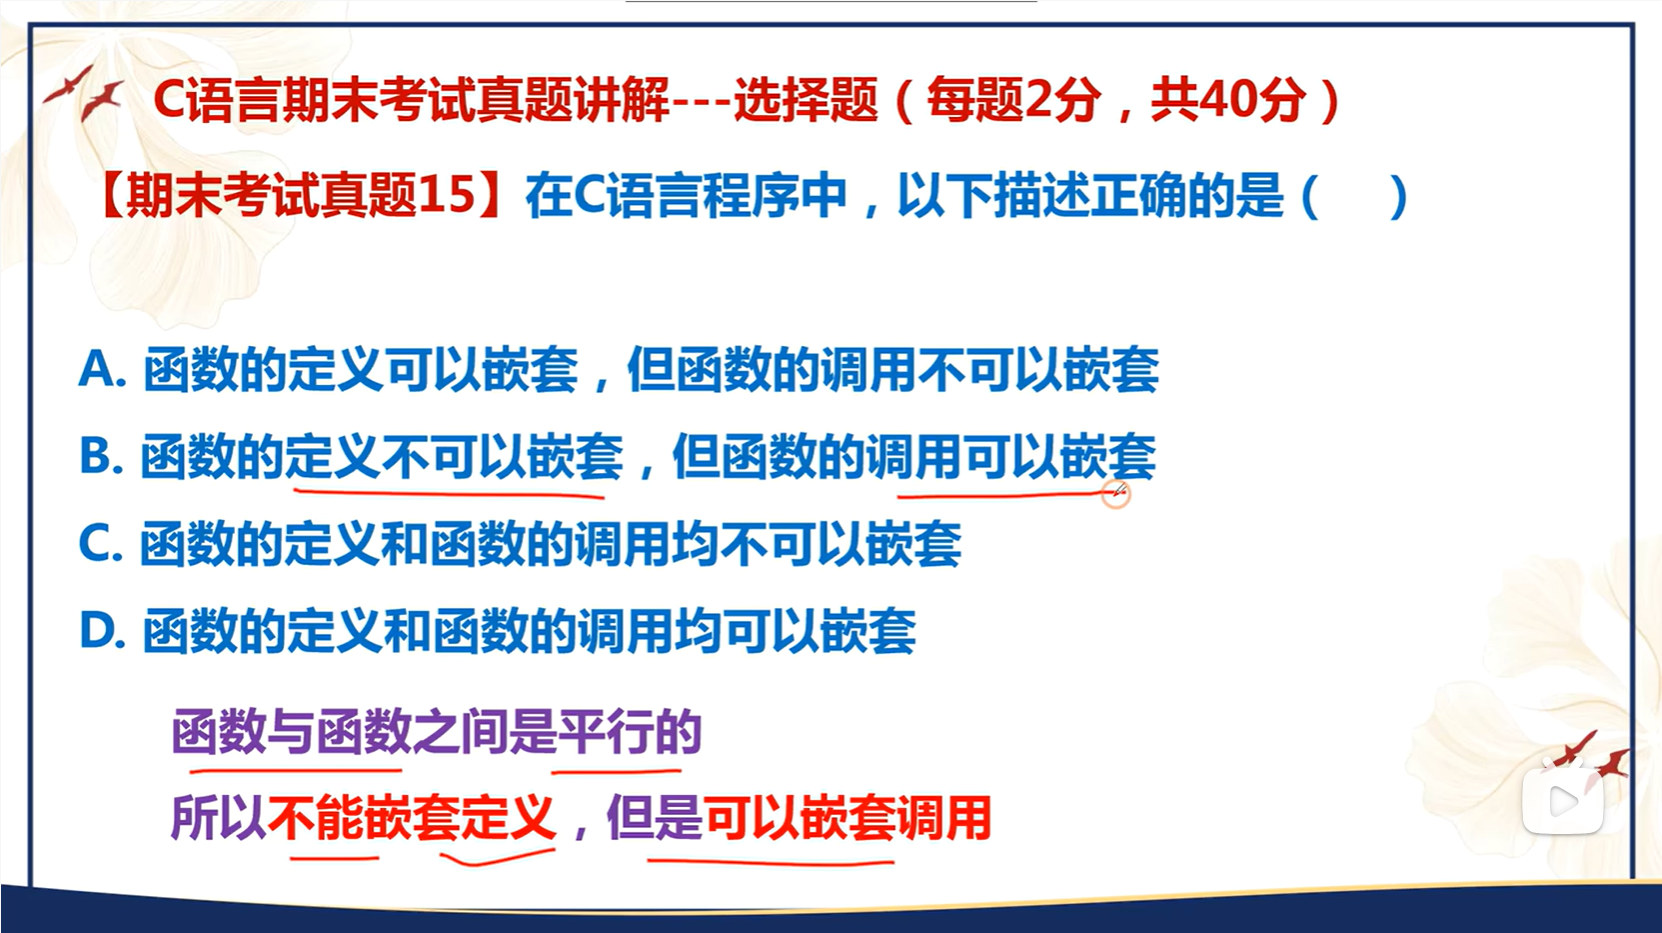 C语言期末考试真题讲解---选择题（每题2分，共40分）
【期末考试真题15】在C语言程序中，以下描述正确的是（　）
A. 函数的定义可以嵌套，但函数的调用不可以嵌套
B. 函数的定义不可以嵌套，但函数的调用可以嵌套
C. 函数的定义和函数的调用均不可以嵌套
D. 函数的定义和函数的调用均可以嵌套
函数与函数之间是平行的
所以不能嵌套定义，但是可以嵌套调用